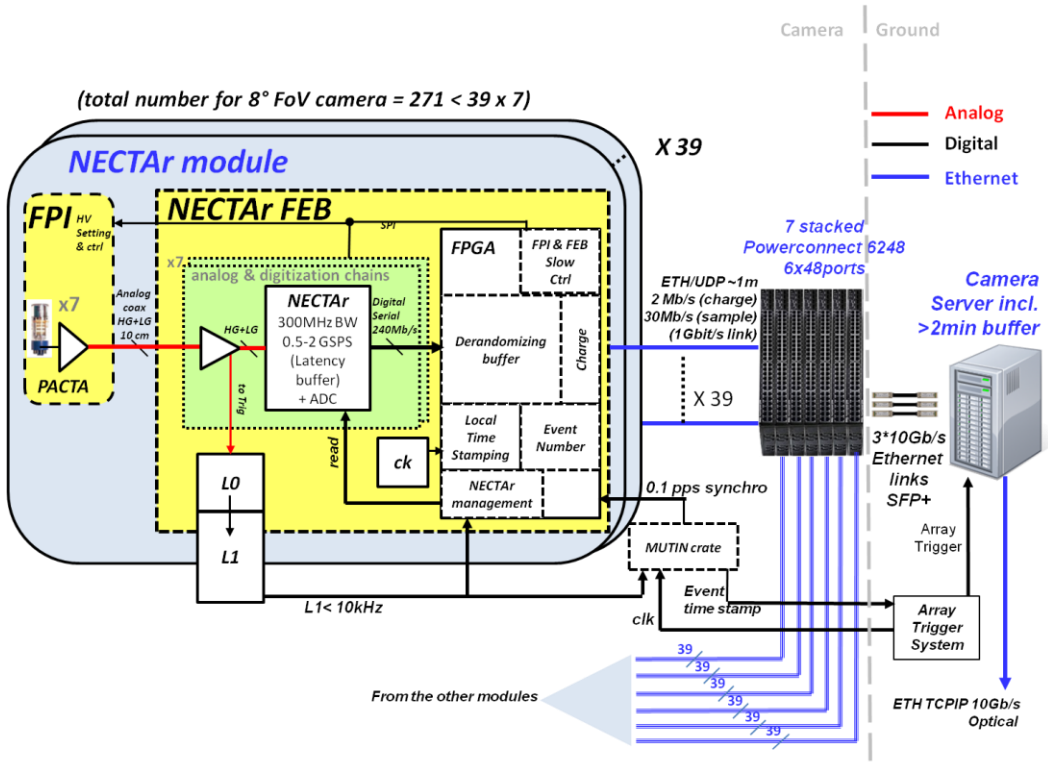 Camera
Ground
(total number for 8° FoV camera = 271 < 39 x 7)
Analog
Digital
Ethernet
NECTAr module
X 39
FPI
HV
Setting
& ctrl
x7
PACTA
Analog
coax
HG+LG
10 cm
NECTAr FEB
SPI
x7
analog & digitization chains
HG+LG
to Trig
NECTAr
300MHz BW
0.5-2 GSPS
(Latency
buffer)
+ ADC
Digital
Serial
240Mb/s
read
ck
FPGA
FPI & FEB
Slow
Ctrl
Derandomizing
buffer
Charge
Local
Time
Stamping
Event
Number
NECTAr
management
L0
L1
L1< 10kHz
7 stacked
Powerconnect 6248
6x48ports
ETH/UDP ~1m
2 Mb/s (charge)
30Mb/s (sample)
(1Gbit/s link)
X 39
Camera
Server incl.
>2min buffer
3*10Gb/s
Ethernet
links
SFP+
0.1 pps synchro
MUTIN crate
Event
time stamp
clk
Array
Trigger
Array
Trigger
System
39
39
39
39
39
39
From the other modules
ETH TCPIP 10Gb/s
Optical